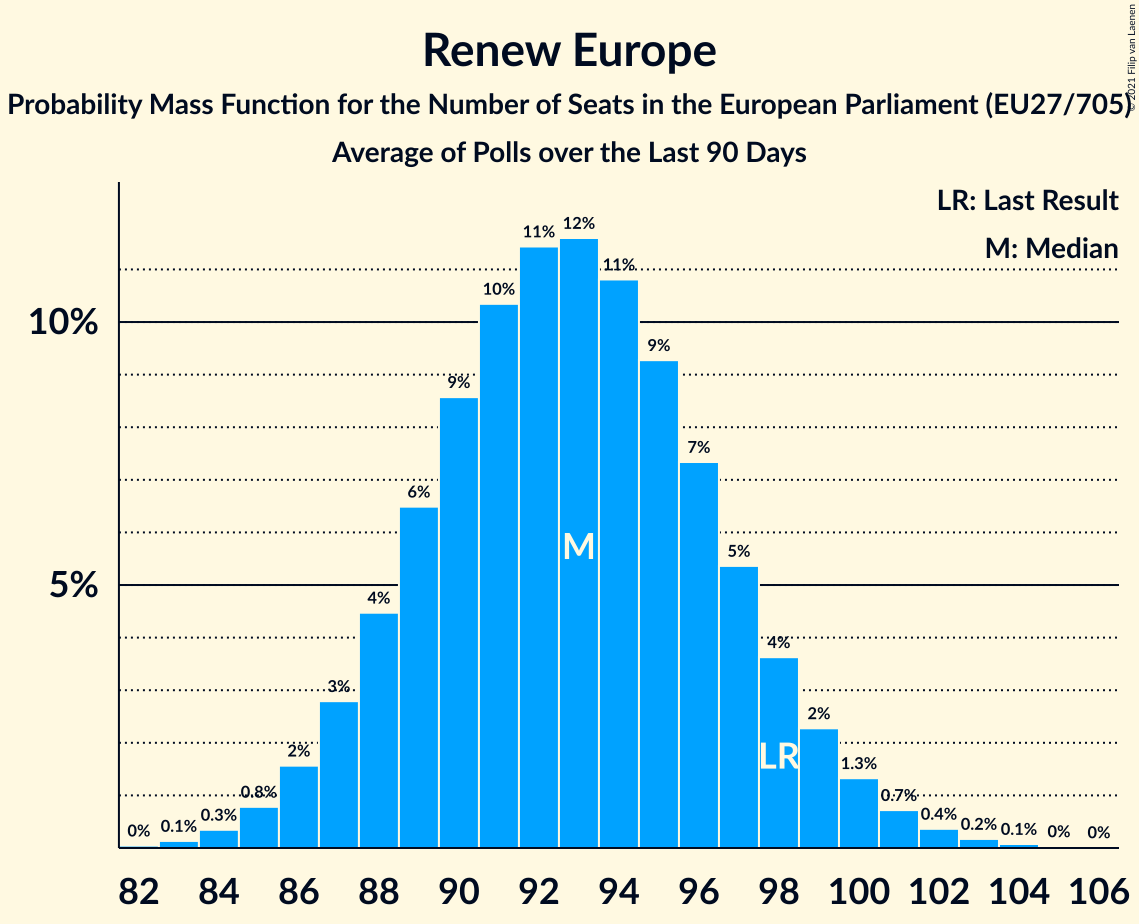 Renew Europe
© 2021 Filip van Laenen
Probability Mass Function for the Number of Seats in the European Parliament (EU27/705)
Average of Polls over the Last 90 Days
LR: Last Result
M: Median
10%
5%
0% 0.1% 0.3% 0.8% 2% 3% 4% 6% 9% 10% 11% 12% 11% 9% 7% 5% 4% 2% 1.3% 0.7% 0.4% 0.2% 0.1% 0% 0%
M
LR
82 84 86 88 90 92 94 96 98 100 102 104 106